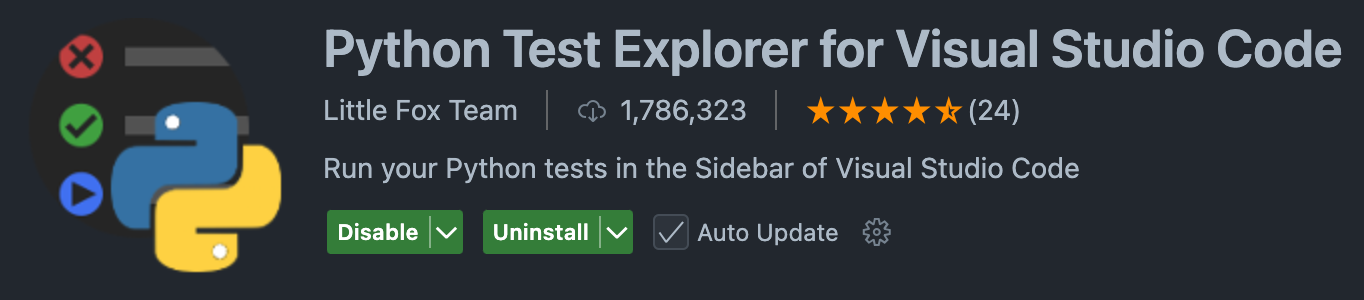 Python Test Explorer for Visual Studio Code
Little Fox Team 1,786,323 (24)
Run your Python tests in the Sidebar of Visual Studio Code
Disable Uninstall Auto Update